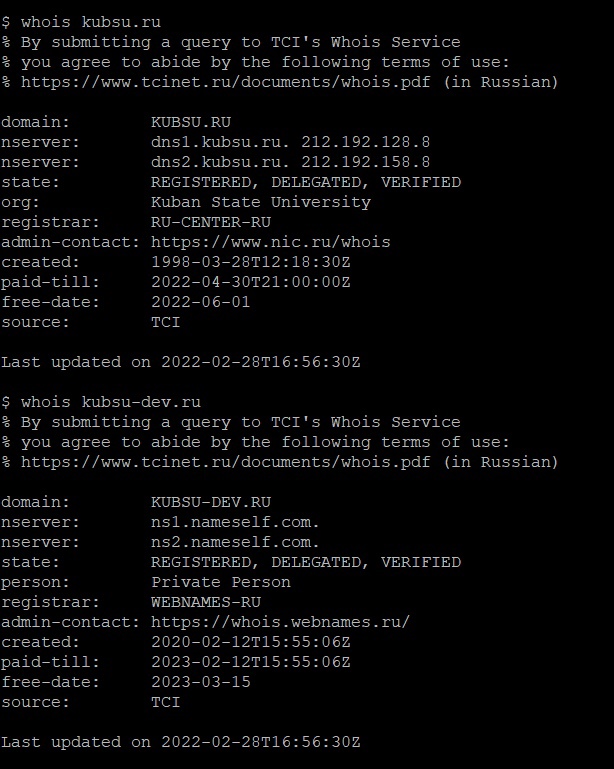 $ whois kubsu.ru
% By submitting a query to TCI's Whois Service
% you agree to abide by the following terms of use:
% https://www.tcinet.ru/documents/whois.pdf (in Russian)

domain:        KUBSU.RU
nserver:       dns1.kubsu.ru. 212.192.128.8
nserver:       dns2.kubsu.ru. 212.192.158.8
state:         REGISTERED, DELEGATED, VERIFIED
org:           Kuban State University
registrar:     RU-CENTER-RU
admin-contact: https://www.nic.ru/whois
created:       1998-03-28T12:18:30Z
paid-till:     2022-04-30T21:00:00Z
free-date:     2022-06-01
source:        TCI

Last updated on 2022-02-28T16:56:30Z

$ whois kubsu-dev.ru
% By submitting a query to TCI's Whois Service
% you agree to abide by the following terms of use:
% https://www.tcinet.ru/documents/whois.pdf (in Russian)

domain:        KUBSU-DEV.RU
nserver:       ns1.nameself.com.
nserver:       ns2.nameself.com.
state:         REGISTERED, DELEGATED, VERIFIED
person:        Private Person
registrar:     WEBNAMES-RU
admin-contact: https://whois.webnames.ru/
created:       2020-02-12T15:55:06Z
paid-till:     2023-02-12T15:55:06Z
free-date:     2023-03-15
source:        TCI

Last updated on 2022-02-28T16:56:30Z